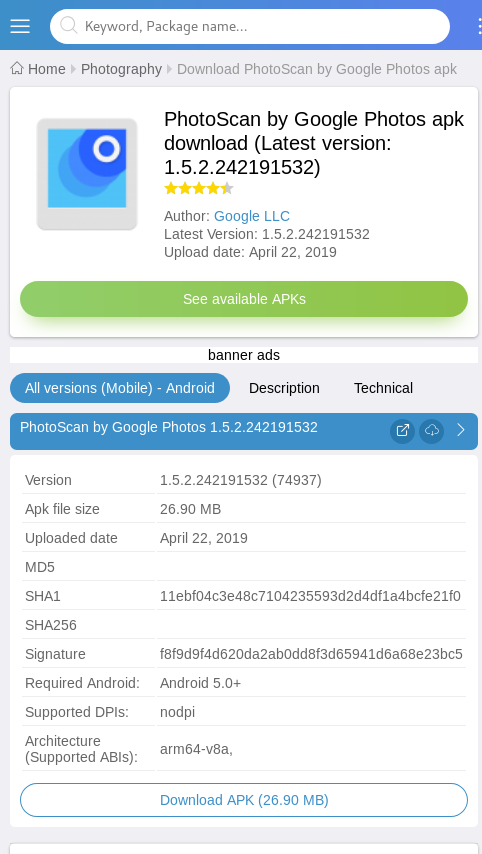 Keyword, Package name...
Home Photography Download PhotoScan by Google Photos apk
PhotoScan by Google Photos apk
download (Latest version:
1.5.2.242191532)
Author: Google LLC
Latest Version: 1.5.2.242191532
Upload date: April 22, 2019
See available APKs
banner ads
All versions (Mobile) - Android Description Technical
PhotoScan by Google Photos 1.5.2.242191532
Version 1.5.2.242191532 (74937)
Apk file size 26.90 MB
Uploaded date April 22, 2019
MD5
SHA1 11ebf04c3e48c7104235593d2d4df1a4bcfe21f0
SHA256
Signature f8f9d9f4d620da2ab0dd8f3d65941d6a68e23bc5
Required Android: Android 5.0+
Supported DPIs: nodpi
Architecture
(Supported ABIs): arm64-v8a,
Download APK (26.90 MB)